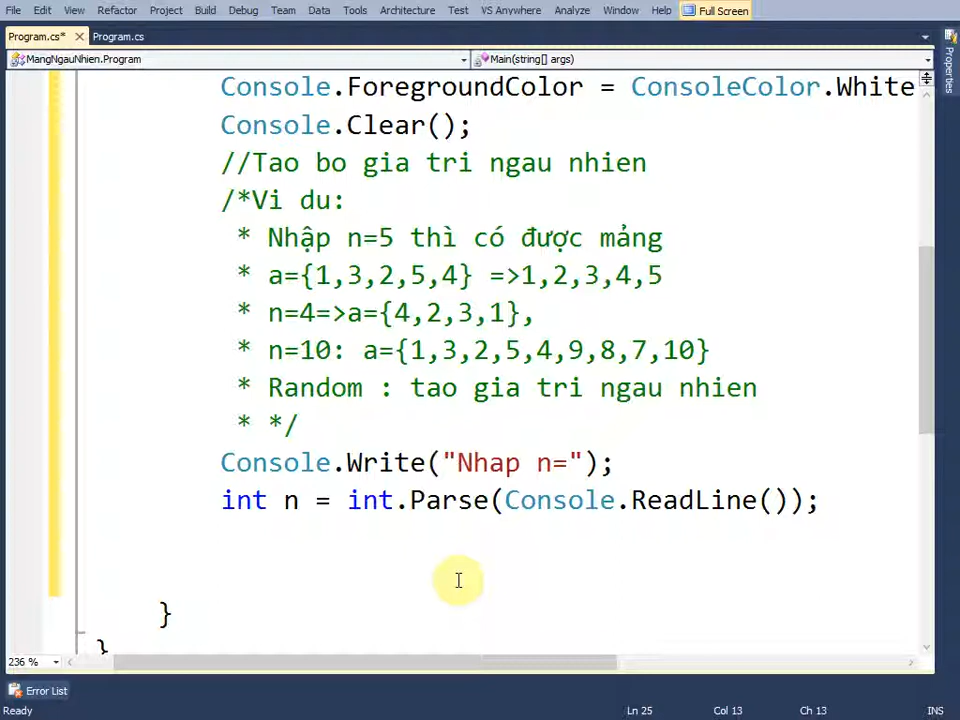 File Edit View Refactor Project Build Debug Team Data Tools Architecture Test VS Anywhere Analyze Window Help Full Screen
Program.cs* Program.cs
MangNgauNhien.Program Main(string[] args)
Properties
Console.ForegroundColor = ConsoleColor.White
Console.Clear();
//Tao bo gia tri ngau nhien
/*Vi du:
* Nhập n=5 thì có được mảng
* a={1,3,2,5,4} =>1,2,3,4,5
* n=4=>a={4,2,3,1},
* n=10: a={1,3,2,5,4,9,8,7,10}
* Random : tao gia tri ngau nhien
* */
Console.Write("Nhap n=");
int n = int.Parse(Console.ReadLine());
}
}
236 %
Error List
Ready Ln 25 Col 13 Ch 13 INS